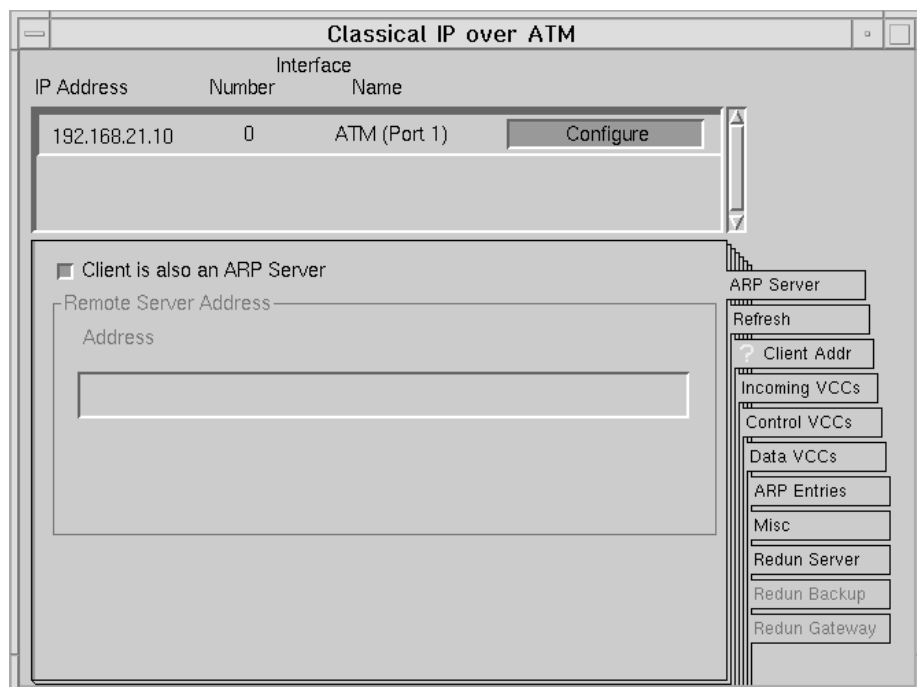 Classical IP over ATM
Interface
IP Address Number Name
192.168.21.10 0 ATM (Port 1) Configure
Client is also an ARP Server
Remote Server Address
Address
ARP Server
Refresh
? Client Addr
Incoming VCCs
Control VCCs
Data VCCs
ARP Entries
Misc
Redun Server
Redun Backup
Redun Gateway